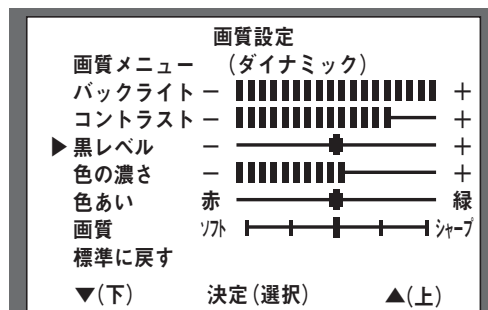 画質設定
画質メニュー (ダイナミック)
バックライト − +
コントラスト − +
▶黒レベル − +
色の濃さ − +
色あい 赤 緑
画質 ソフト シャープ
標準に戻す
▼(下) 決定(選択) ▲(上)